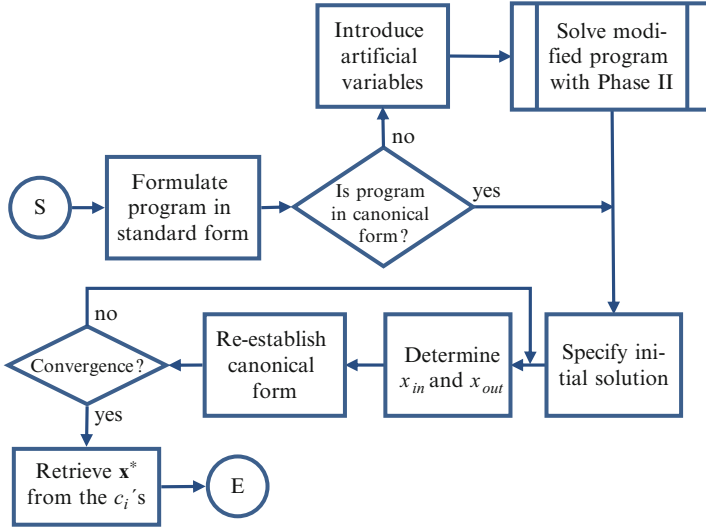 Introduce
artificial
variables
Solve modi-
fied program
with Phase II
no
S
Formulate
program in
standard form
Is program
in canonical
form?
yes
no
Convergence?
Re-establish
canonical
form
Determine
x_in and x_out
Specify ini-
tial solution
yes
Retrieve x*
from the c_i´s
E